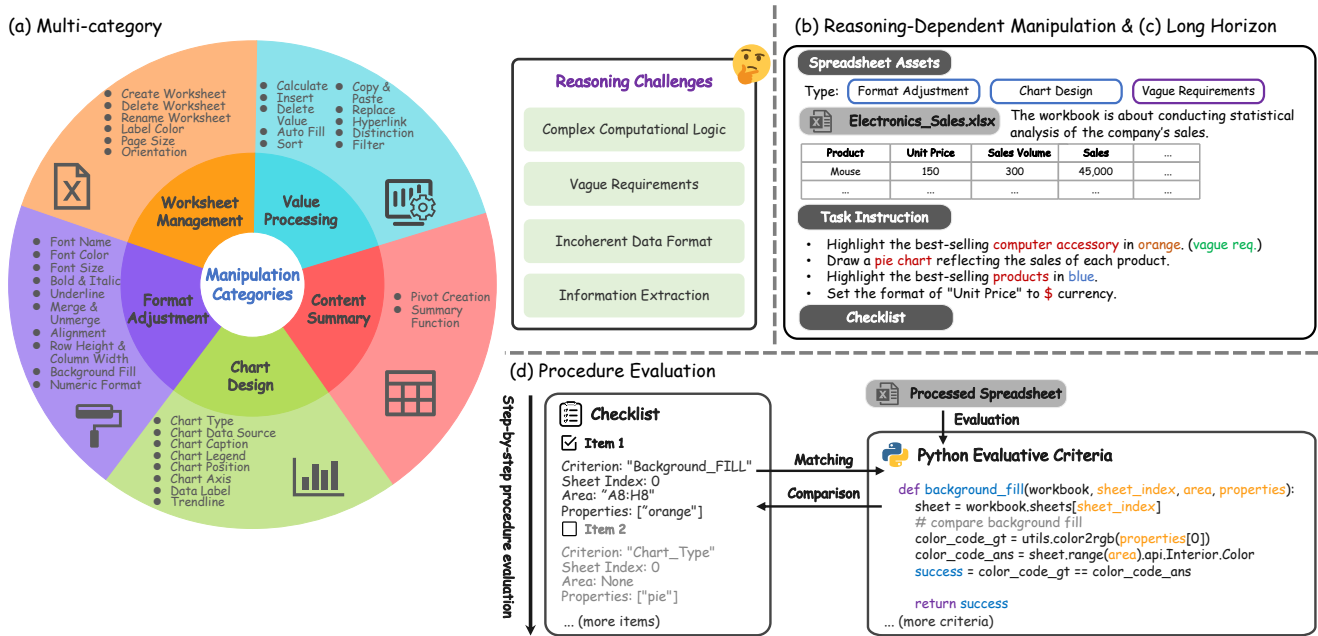 (a) Multi-category
Create Worksheet
Delete Worksheet
Rename Worksheet
Label Color
Page Size
Orientation
Calculate
Insert
Delete
Value
Auto Fill
Sort
Copy &
Paste
Replace
Hyperlink
Distinction
Filter
Worksheet
Management
Value
Processing
Font Name
Font Color
Font Size
Bold & Italic
Underline
Merge &
Unmerge
Alignment
Row Height &
Column Width
Background Fill
Numeric Format
Format
Adjustment
Manipulation
Categories
Content
Summary
Pivot Creation
Summary
Function
Chart
Design
Chart Type
Chart Data Source
Chart Caption
Chart Legend
Chart Position
Chart Axis
Data Label
Trendline
Reasoning Challenges
Complex Computational Logic
Vague Requirements
Incoherent Data Format
Information Extraction
(b) Reasoning-Dependent Manipulation & (c) Long Horizon
Spreadsheet Assets
Type: Format Adjustment Chart Design Vague Requirements
X Electronics_Sales.xlsx
The workbook is about conducting statistical
analysis of the company's sales.
Product Unit Price Sales Volume Sales ...
Mouse 150 300 45,000 ...
... ... ... ...
Task Instruction
• Highlight the best-selling computer accessory in orange. (vague req.)
• Draw a pie chart reflecting the sales of each product.
• Highlight the best-selling products in blue.
• Set the format of "Unit Price" to $ currency.
Checklist
(d) Procedure Evaluation
Step-by-step procedure evaluation
Checklist
Item 1
Criterion: "Background_FILL"
Sheet Index: 0
Area: "A8:H8"
Properties: ["orange"]
Item 2
Criterion: "Chart_Type"
Sheet Index: 0
Area: None
Properties: ["pie"]
... (more items)
Matching
Comparison
X Processed Spreadsheet
Evaluation
Python Evaluative Criteria
def background_fill(workbook, sheet_index, area, properties):
sheet = workbook.sheets[sheet_index]
# compare background fill
color_code_gt = utils.color2rgb(properties[0])
color_code_ans = sheet.range(area).api.Interior.Color
success = color_code_gt == color_code_ans
return success
... (more criteria)